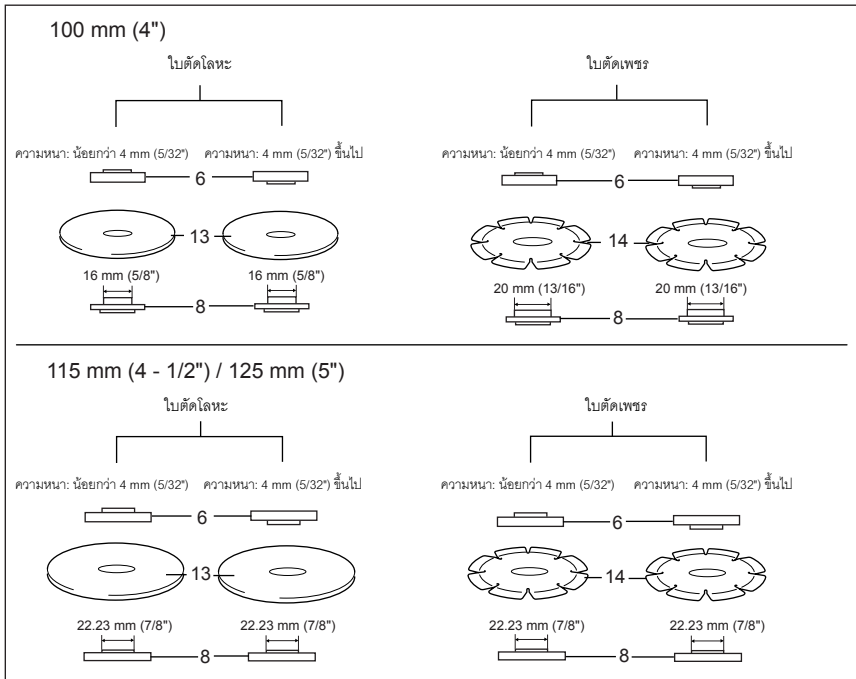 100 mm (4")
ใบตัดโลหะ ใบตัดเพชร
ความหนา: น้อยกว่า 4 mm (5/32") ความหนา: 4 mm (5/32") ขึ้นไป ความหนา: น้อยกว่า 4 mm (5/32") ความหนา: 4 mm (5/32") ขึ้นไป
6 6
13 14
16 mm (5/8") 16 mm (5/8") 20 mm (13/16") 20 mm (13/16")
8 8
115 mm (4 - 1/2") / 125 mm (5")
ใบตัดโลหะ ใบตัดเพชร
ความหนา: น้อยกว่า 4 mm (5/32") ความหนา: 4 mm (5/32") ขึ้นไป ความหนา: น้อยกว่า 4 mm (5/32") ความหนา: 4 mm (5/32") ขึ้นไป
6 6
13 14
22.23 mm (7/8") 22.23 mm (7/8") 22.23 mm (7/8") 22.23 mm (7/8")
8 8